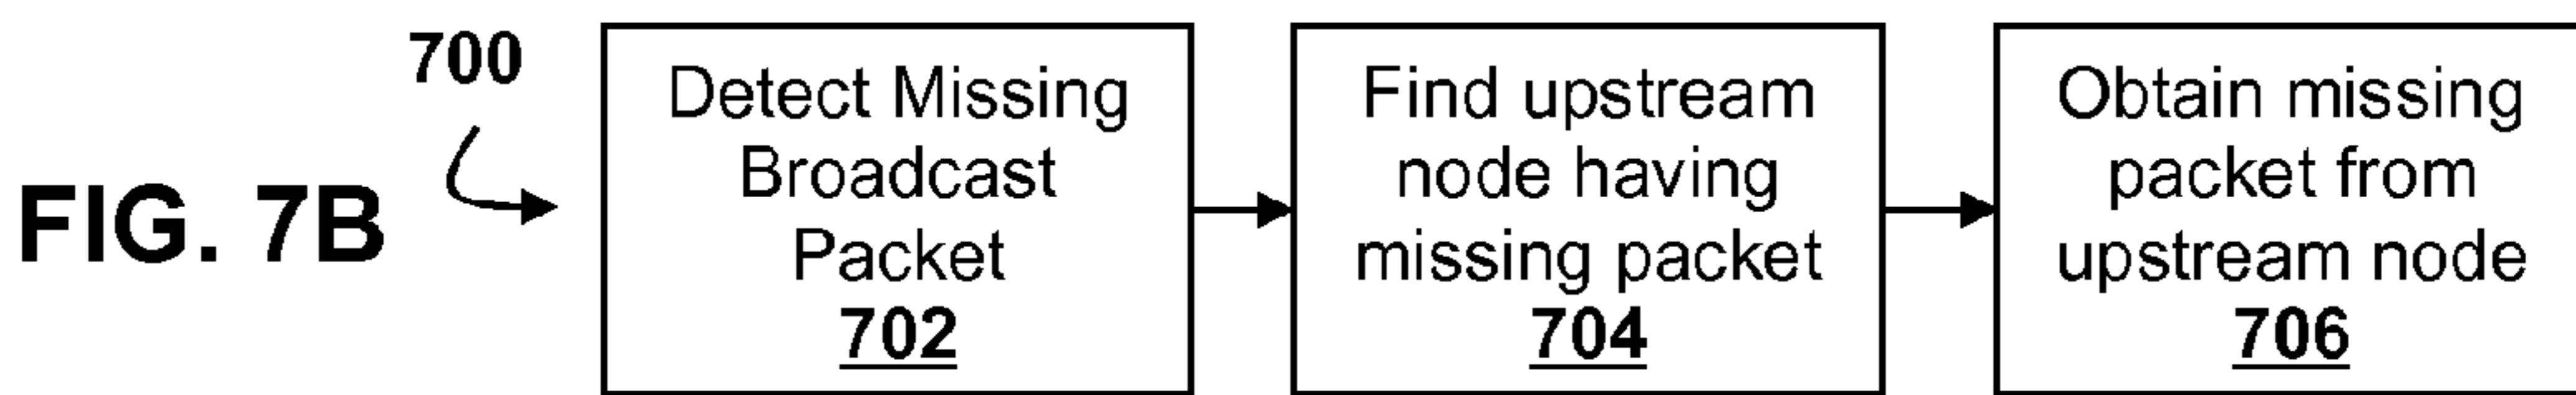 700
FIG. 7B
Detect Missing
Broadcast
Packet
702
Find upstream
node having
missing packet
704
Obtain missing
packet from
upstream node
706